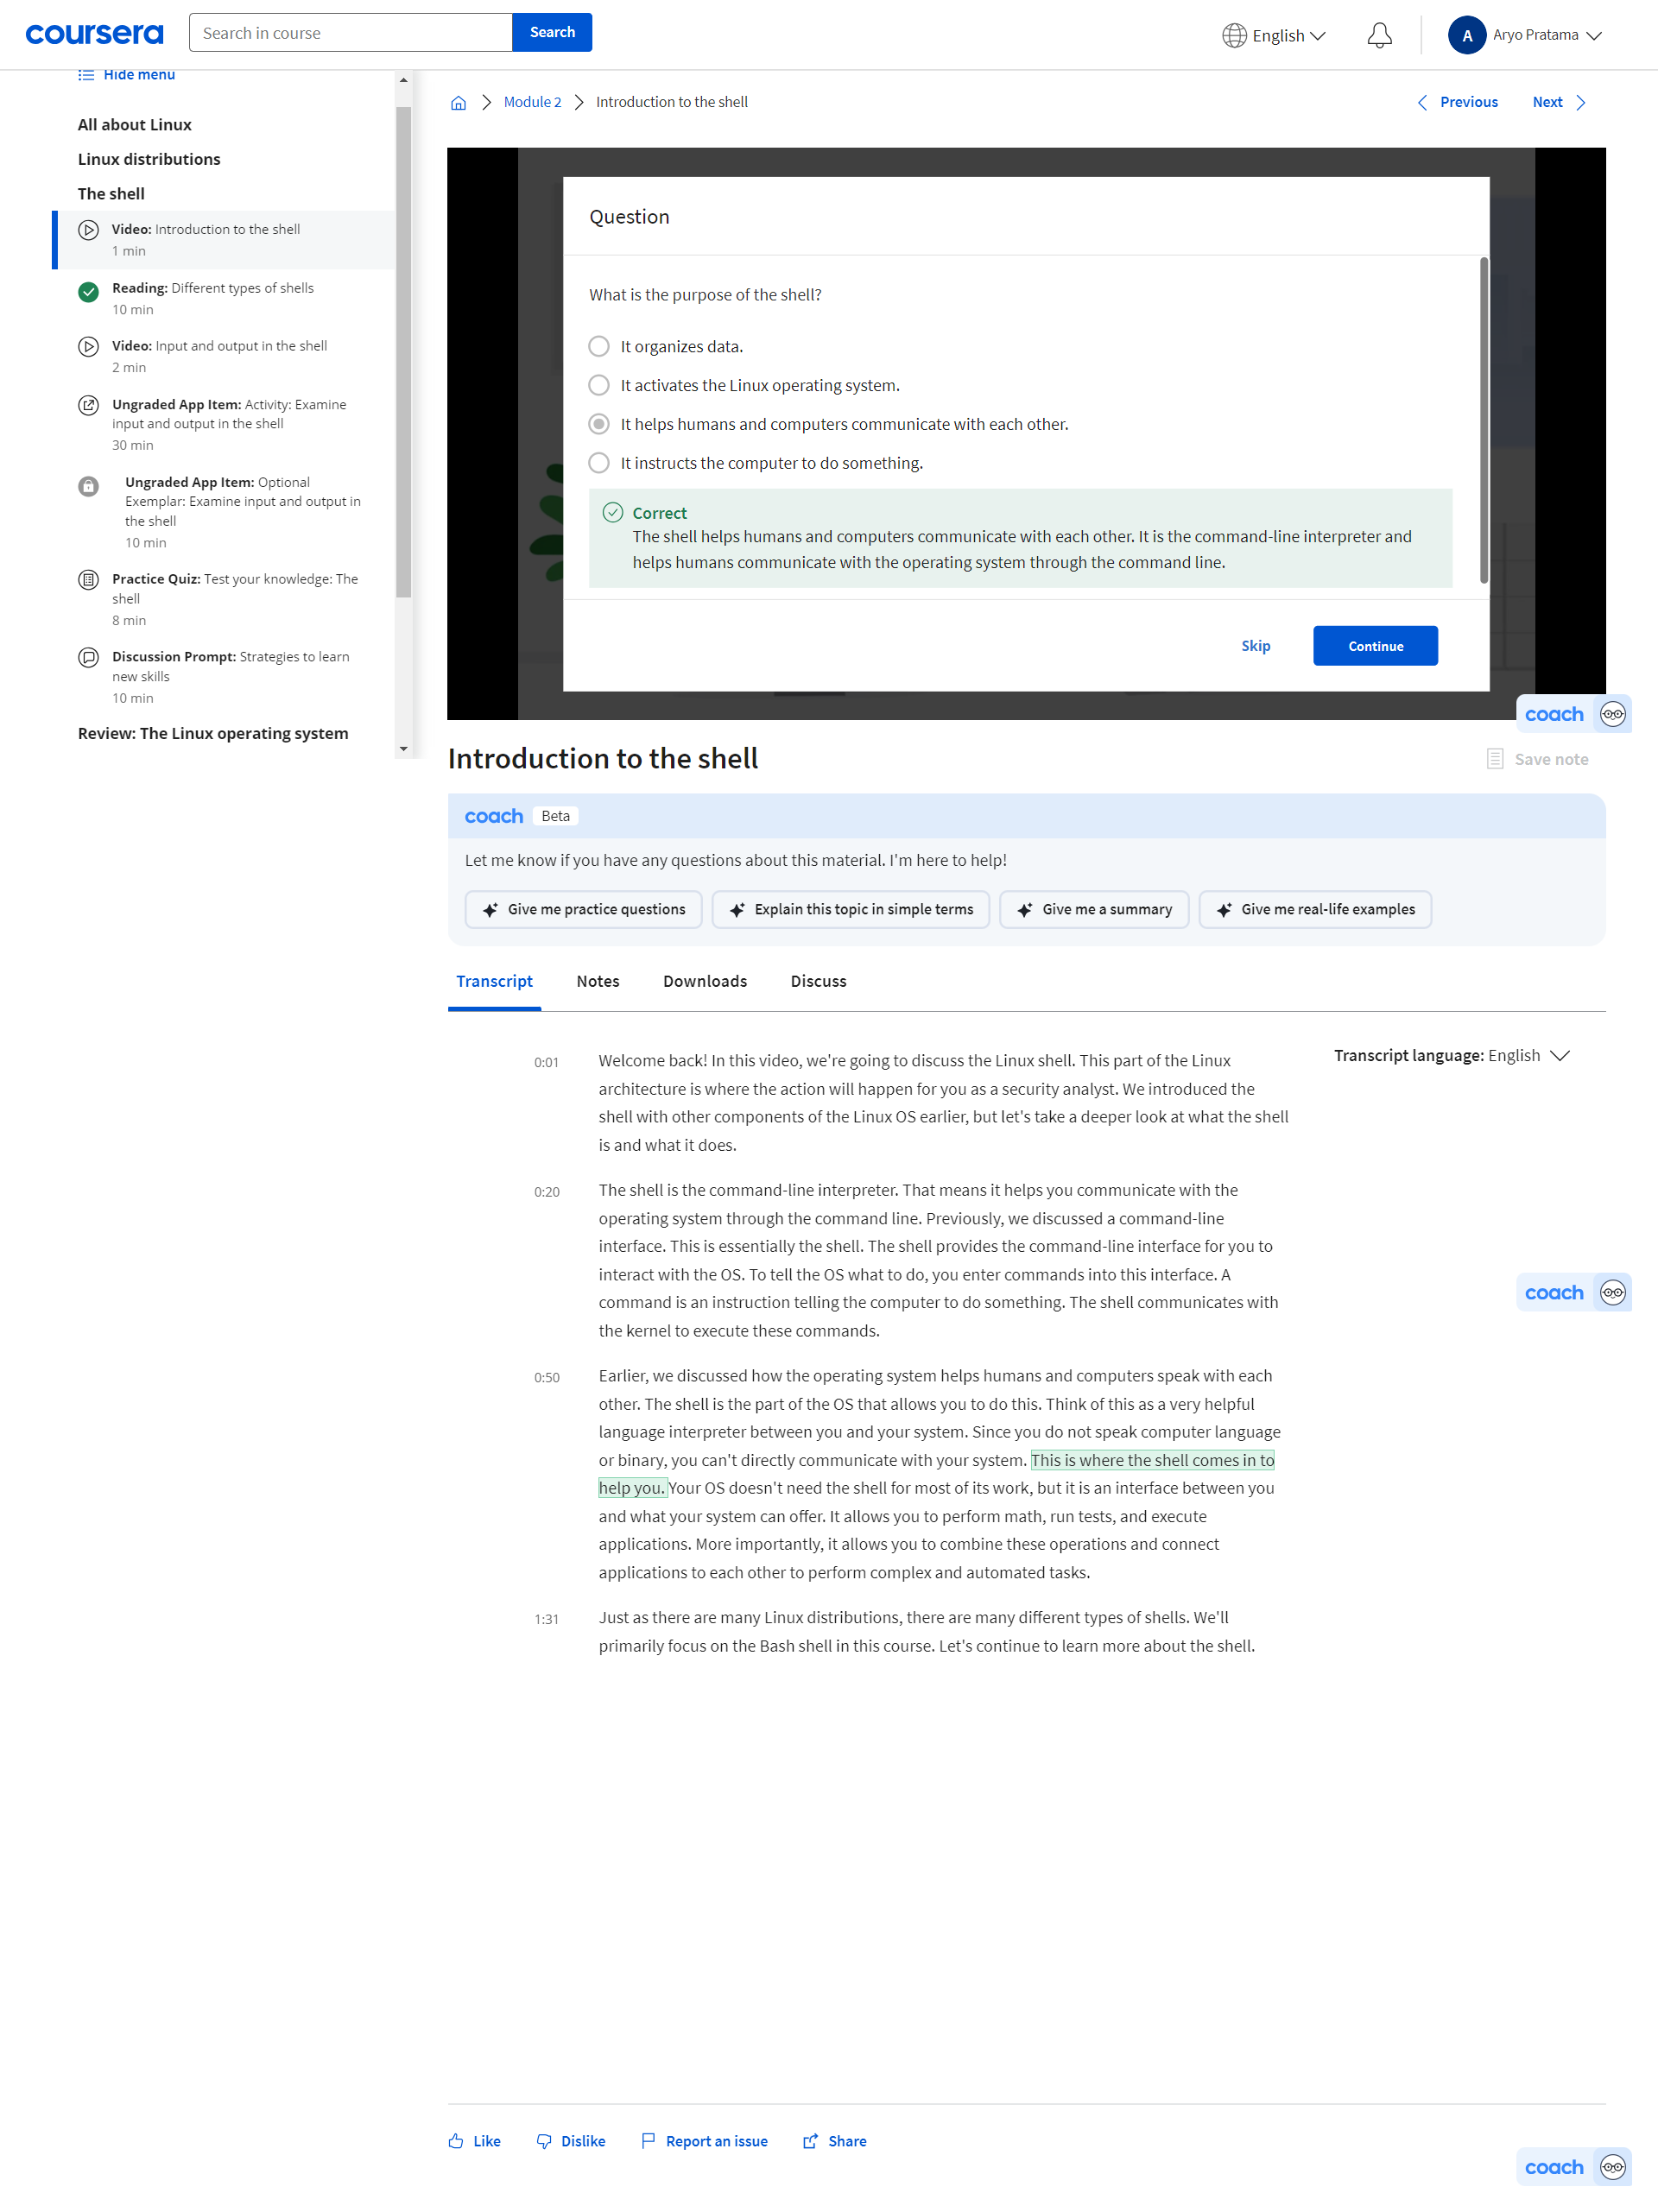 coursera
Search in course
Search
English
A
Aryo Pratama
Hide menu
All about Linux
Linux distributions
The shell
Video: Introduction to the shell
1 min
Reading: Different types of shells
10 min
Video: Input and output in the shell
2 min
Ungraded App Item: Activity: Examine
input and output in the shell
30 min
Ungraded App Item: Optional
Exemplar: Examine input and output in
the shell
10 min
Practice Quiz: Test your knowledge: The
shell
8 min
Discussion Prompt: Strategies to learn
new skills
10 min
Review: The Linux operating system
Module 2
Introduction to the shell
Previous
Next
Question
What is the purpose of the shell?
It organizes data.
It activates the Linux operating system.
It helps humans and computers communicate with each other.
It instructs the computer to do something.
Correct
The shell helps humans and computers communicate with each other. It is the command-line interpreter and
helps humans communicate with the operating system through the command line.
Skip
Continue
coach
Introduction to the shell
Save note
coach
Beta
Let me know if you have any questions about this material. I'm here to help!
Give me practice questions
Explain this topic in simple terms
Give me a summary
Give me real-life examples
Transcript
Notes
Downloads
Discuss
Transcript language: English
0:01
Welcome back! In this video, we're going to discuss the Linux shell. This part of the Linux
architecture is where the action will happen for you as a security analyst. We introduced the
shell with other components of the Linux OS earlier, but let's take a deeper look at what the shell
is and what it does.
0:20
The shell is the command-line interpreter. That means it helps you communicate with the
operating system through the command line. Previously, we discussed a command-line
interface. This is essentially the shell. The shell provides the command-line interface for you to
interact with the OS. To tell the OS what to do, you enter commands into this interface. A
command is an instruction telling the computer to do something. The shell communicates with
the kernel to execute these commands.
coach
0:50
Earlier, we discussed how the operating system helps humans and computers speak with each
other. The shell is the part of the OS that allows you to do this. Think of this as a very helpful
language interpreter between you and your system. Since you do not speak computer language
or binary, you can't directly communicate with your system. This is where the shell comes in to
help you. Your OS doesn't need the shell for most of its work, but it is an interface between you
and what your system can offer. It allows you to perform math, run tests, and execute
applications. More importantly, it allows you to combine these operations and connect
applications to each other to perform complex and automated tasks.
1:31
Just as there are many Linux distributions, there are many different types of shells. We'll
primarily focus on the Bash shell in this course. Let's continue to learn more about the shell.
Like
Dislike
Report an issue
Share
coach